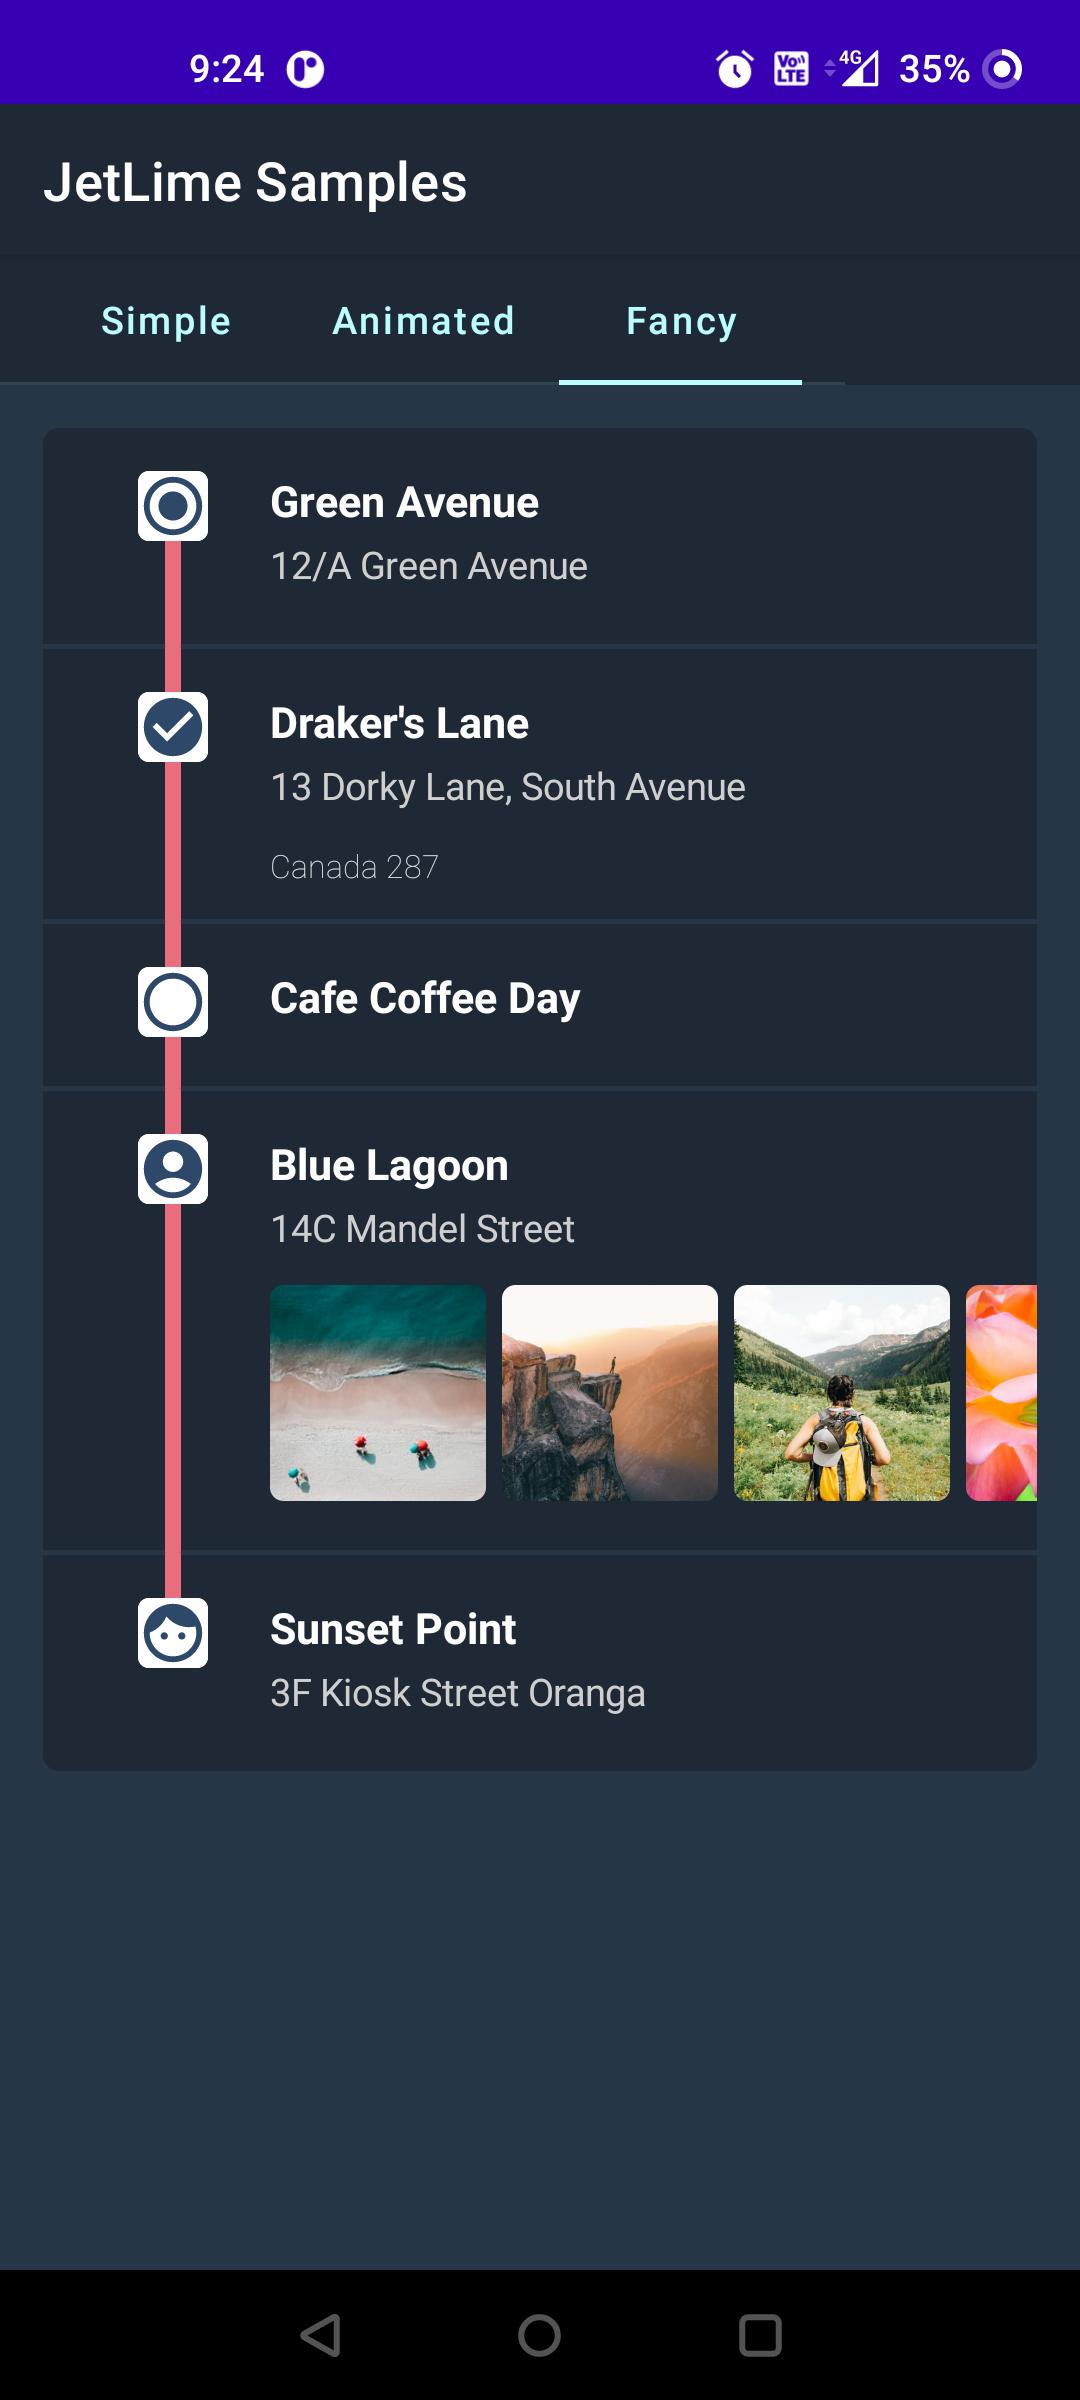 9:24
Vo LTE 4G 35%
JetLime Samples
Simple Animated Fancy
Green Avenue
12/A Green Avenue
Draker's Lane
13 Dorky Lane, South Avenue
Canada 287
Cafe Coffee Day
Blue Lagoon
14C Mandel Street
Sunset Point
3F Kiosk Street Oranga